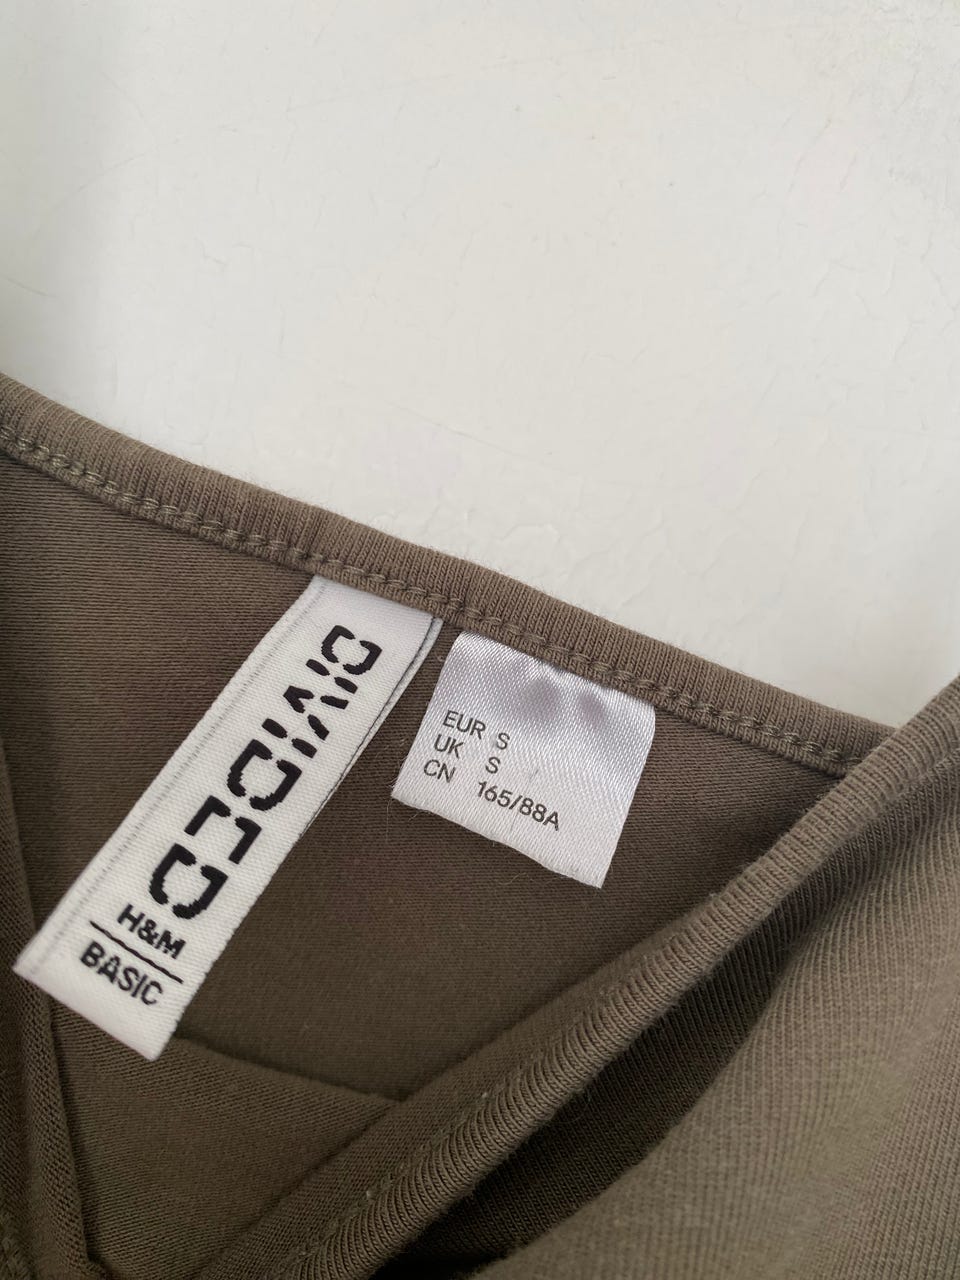 DIVIDED
H&M
BASIC
EUR S
UK S
CN 165/88A